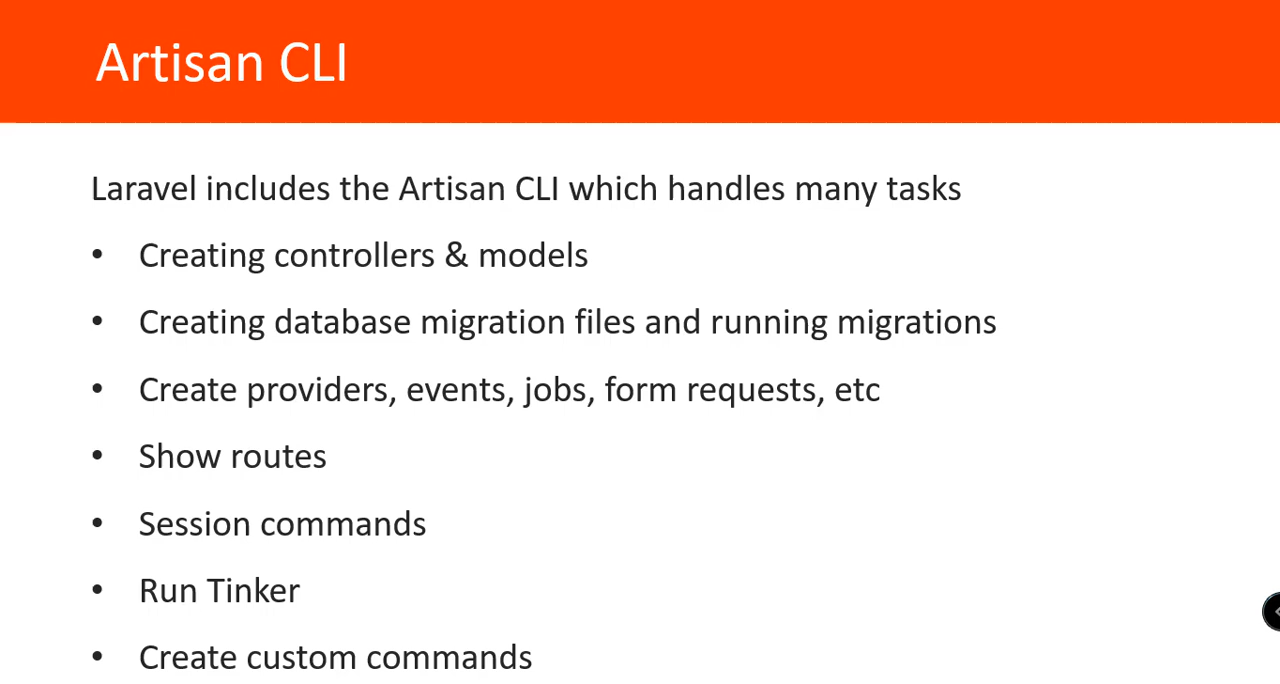 Artisan CLI
Laravel includes the Artisan CLI which handles many tasks
• Creating controllers & models
• Creating database migration files and running migrations
• Create providers, events, jobs, form requests, etc
• Show routes
• Session commands
• Run Tinker
• Create custom commands